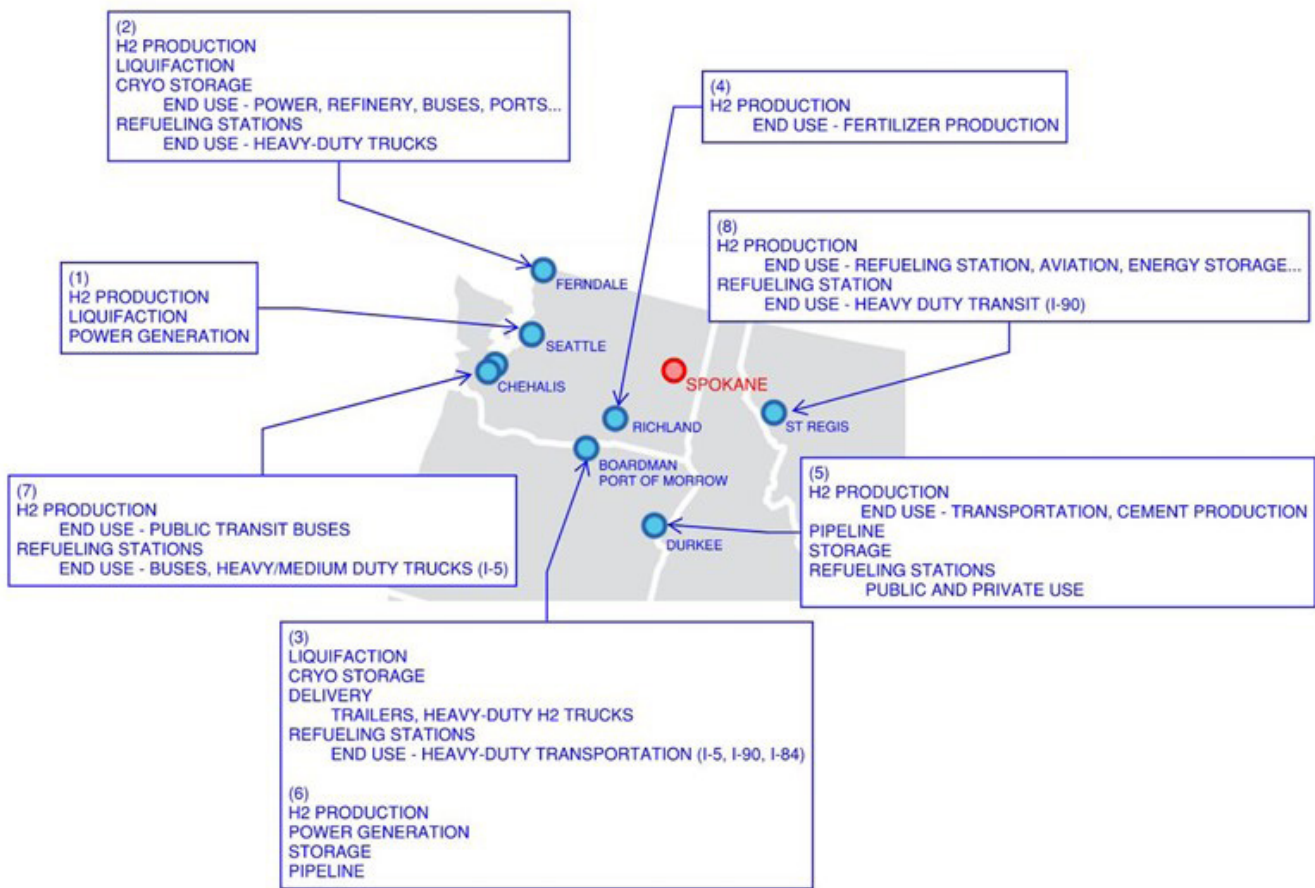 (2)
H2 PRODUCTION
LIQUIFACTION
CRYO STORAGE
END USE - POWER, REFINERY, BUSES, PORTS...
REFUELING STATIONS
END USE - HEAVY-DUTY TRUCKS
(4)
H2 PRODUCTION
END USE - FERTILIZER PRODUCTION
(1)
H2 PRODUCTION
LIQUIFACTION
POWER GENERATION
(8)
H2 PRODUCTION
END USE - REFUELING STATION, AVIATION, ENERGY STORAGE...
REFUELING STATION
END USE - HEAVY DUTY TRANSIT (I-90)
FERNDALE
SEATTLE
CHEHALIS
SPOKANE
RICHLAND
ST REGIS
BOARDMAN
PORT OF MORROW
DURKEE
(7)
H2 PRODUCTION
END USE - PUBLIC TRANSIT BUSES
REFUELING STATIONS
END USE - BUSES, HEAVY/MEDIUM DUTY TRUCKS (I-5)
(5)
H2 PRODUCTION
END USE - TRANSPORTATION, CEMENT PRODUCTION
PIPELINE
STORAGE
REFUELING STATIONS
PUBLIC AND PRIVATE USE
(3)
LIQUIFACTION
CRYO STORAGE
DELIVERY
TRAILERS, HEAVY-DUTY H2 TRUCKS
REFUELING STATIONS
END USE - HEAVY-DUTY TRANSPORTATION (I-5, I-90, I-84)
(6)
H2 PRODUCTION
POWER GENERATION
STORAGE
PIPELINE